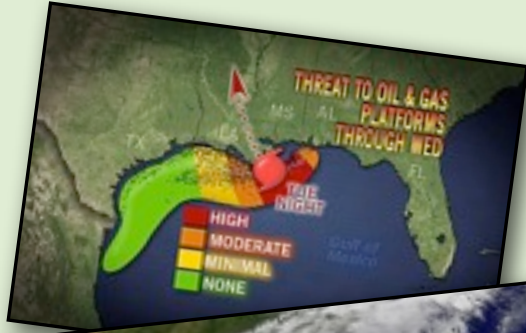 THREAT TO OIL & GAS
PLATFORMS
THROUGH WED
MS AL
TX
LA
FL
TUE
NIGHT
HIGH
MODERATE
MINIMAL
NONE
Gulf of
Mexico